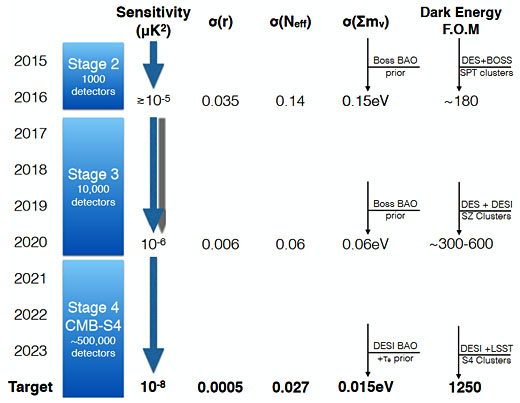 Sensitivity σ(r) σ(Neff) σ(Σmν) Dark Energy
(μK²) F.O.M
2015 Stage 2 Boss BAO DES+BOSS
1000 prior SPT clusters
detectors
2016 ≥10-5 0.035 0.14 0.15eV ~180
2017
Stage 3
2018 10,000
detectors
2019 Boss BAO DES + DESI
prior SZ Clusters
2020 10-6 0.006 0.06 0.06eV ~300-600
2021
Stage 4
2022 CMB-S4
~500,000
2023 detectors DESI BAO DESI +LSST
+τe prior S4 Clusters
Target 10-8 0.0005 0.027 0.015eV 1250